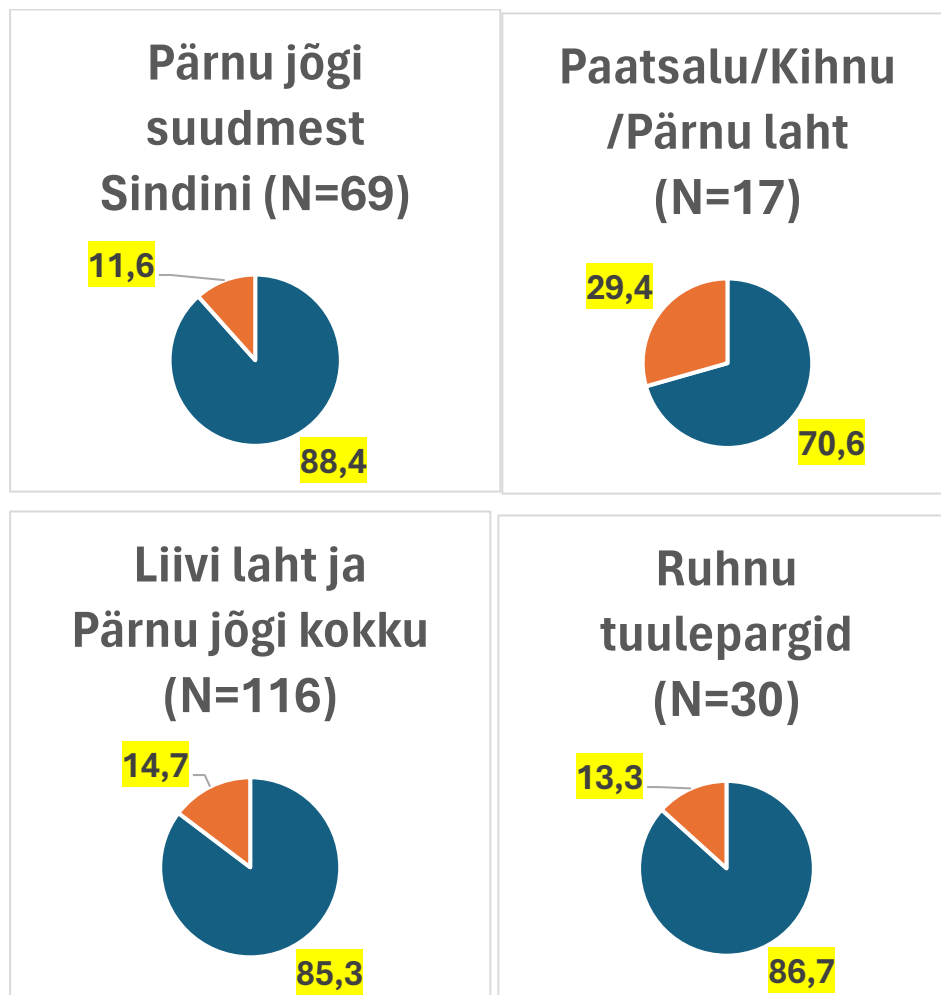 Pärnu jõgi
suudmest
Sindini (N=69)
11,6
88,4
Paatsalu/Kihnu
/Pärnu laht
(N=17)
29,4
70,6
Liivi laht ja
Pärnu jõgi kokku
(N=116)
14,7
85,3
Ruhnu
tuulepargid
(N=30)
13,3
86,7